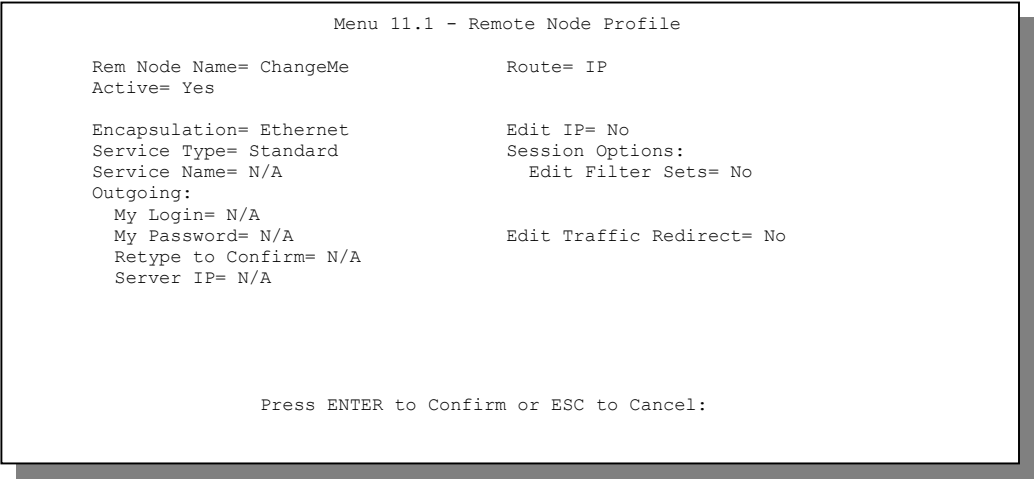 Menu 11.1 - Remote Node Profile
Rem Node Name= ChangeMe Route= IP
Active= Yes
Encapsulation= Ethernet Edit IP= No
Service Type= Standard Session Options:
Service Name= N/A Edit Filter Sets= No
Outgoing:
My Login= N/A
My Password= N/A Edit Traffic Redirect= No
Retype to Confirm= N/A
Server IP= N/A
Press ENTER to Confirm or ESC to Cancel: